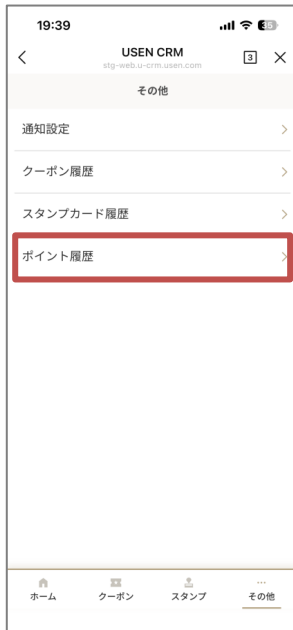 19:39
35
USEN CRM
stg-web.u-crm.usen.com
3
その他
通知設定
クーポン履歴
スタンプカード履歴
ポイント履歴
ホーム
クーポン
スタンプ
その他